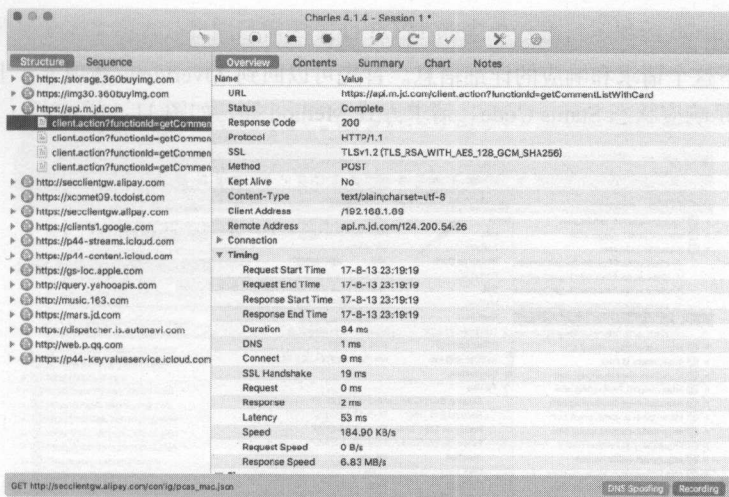 Charles 4.1.4 - Session 1 *
Structure
Sequence
https://storage.360buyimg.com
https://img30.360buyimg.com
https://api.m.jd.com
client.action?functionId=getCommen
client.action?functionId=getCommen
client.action?functionId=getCommen
client.action?functionId=getCommen
http://secclientgw.alipay.com
https://xcomet09.todoist.com
https://secclientgw.alipay.com
https://clients1.google.com
https://p44-streams.icloud.com
https://p44-content.icloud.com
https://gs-loc.apple.com
http://query.yahooapis.com
http://music.163.com
https://mars.jd.com
https://dispatcher.is.autonavi.com
http://web.p.qq.com
https://p44-keyvalueservice.icloud.com
Overview Contents Summary Chart Notes
Name Value
URL https://api.m.jd.com/client.action?functionId=getCommentListWithCard
Status Complete
Response Code 200
Protocol HTTP/1.1
SSL TLSv1.2 (TLS_RSA_WITH_AES_128_GCM_SHA256)
Method POST
Kept Alive No
Content-Type text/plain;charset=utf-8
Client Address /192.168.1.69
Remote Address api.m.jd.com/124.200.54.26
Connection
Timing
Request Start Time 17-8-13 23:19:19
Request End Time 17-8-13 23:19:19
Response Start Time 17-8-13 23:19:19
Response End Time 17-8-13 23:19:19
Duration 84 ms
DNS 1 ms
Connect 9 ms
SSL Handshake 19 ms
Request 0 ms
Response 2 ms
Latency 53 ms
Speed 184.90 KB/s
Request Speed 0 B/s
Response Speed 6.83 MB/s
GET http://secclientgw.alipay.com/config/pcas_mac.json
DNS Spoofing
Recording